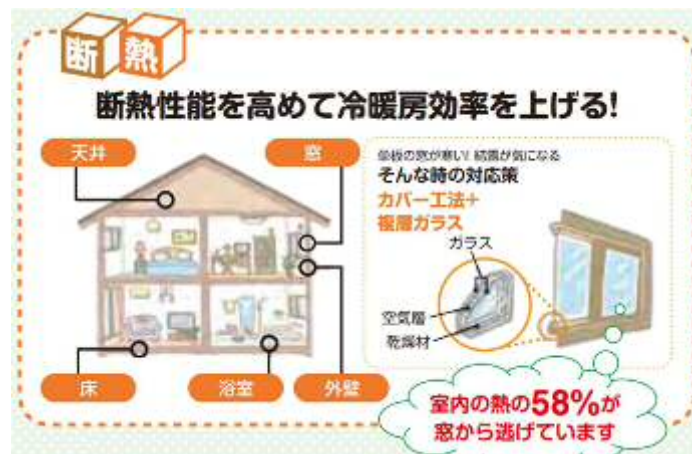 断熱
断熱性能を高めて冷暖房効率を上げる!
天井
窓
単板の窓が寒い! 結露が気になる
そんな時の対応策
カバー工法+
複層ガラス
ガラス
空気層
乾燥材
床
浴室
外壁
室内の熱の58%が
窓から逃げています